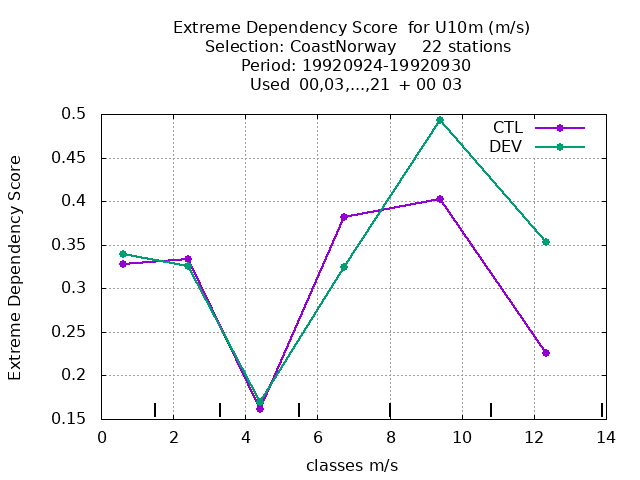 Extreme Dependency Score  for U10m (m/s)
Selection: CoastNorway     22 stations
Period: 19920924-19920930
Used  00,03,...,21  + 00 03
CTL
DEV
0.5
0.45
0.4
0.35
0.3
0.25
0.2
0.15
Extreme Dependency Score
0 2 4 6 8 10 12 14
classes m/s